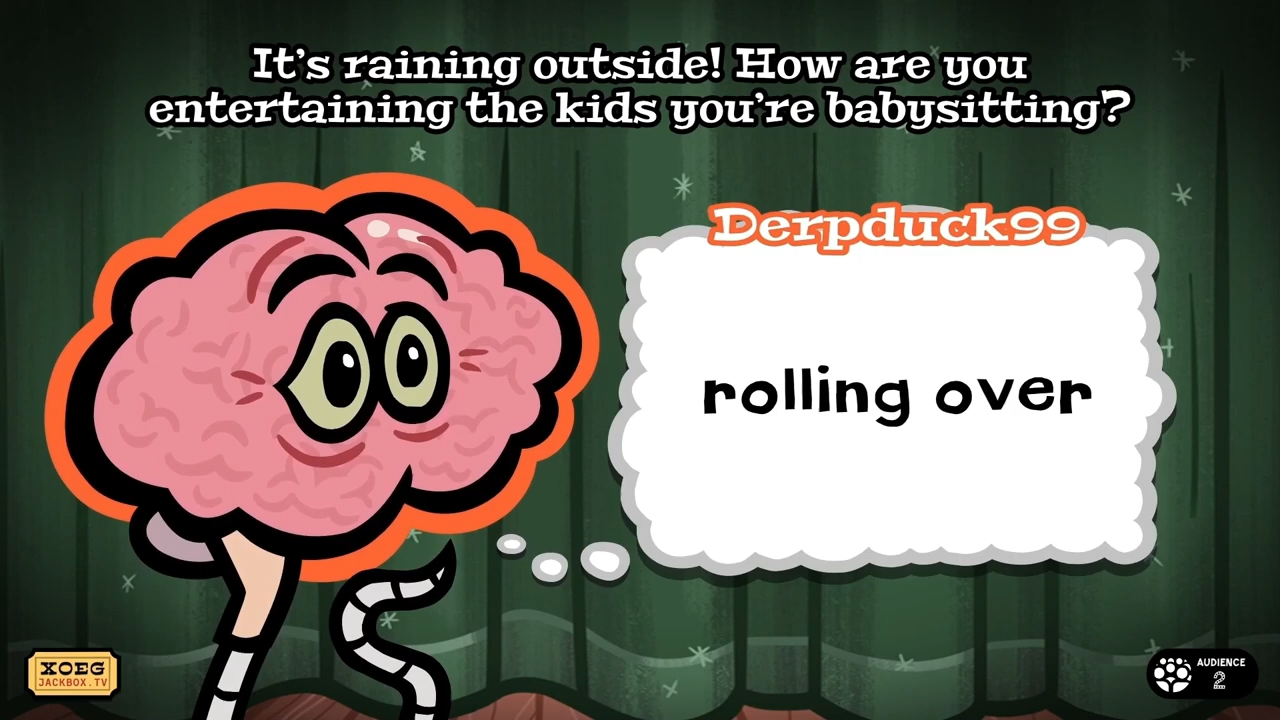 It's raining outside! How are you
entertaining the kids you're babysitting?
Derpduck99
rolling over
XOEG
JACKBOX.TV
AUDIENCE
2